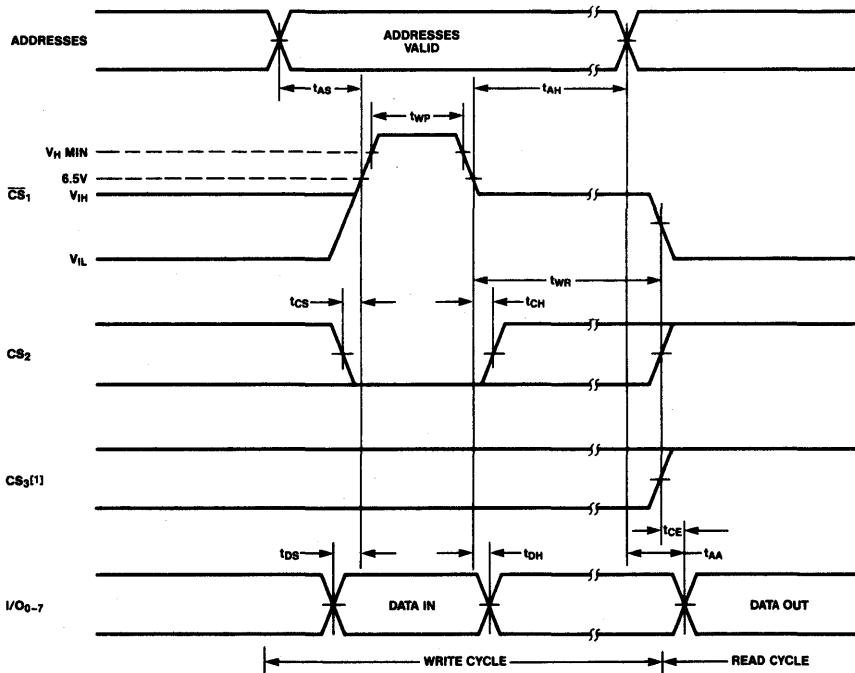 ADDRESSES
ADDRESSES
VALID
tAS
tAH
tWP
VH MIN
6.5V
CS1
VIH
VIL
tWR
tCS
tCH
CS2
CS3[1]
tCE
tDS
tDH
tAA
I/O0–7
DATA IN
DATA OUT
WRITE CYCLE
READ CYCLE